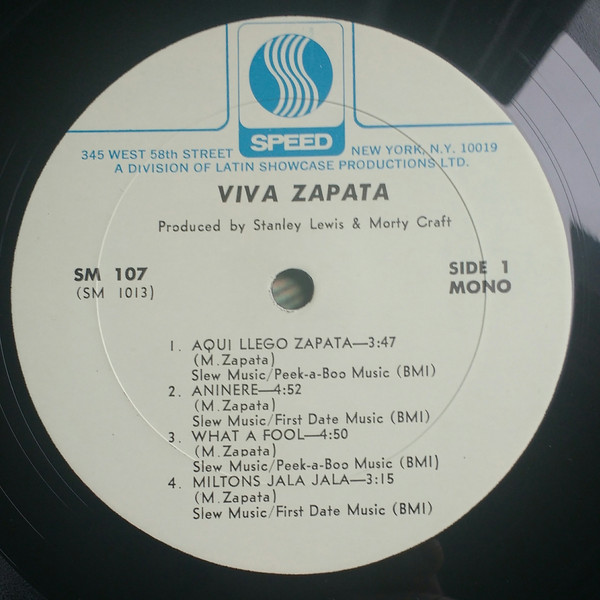 SPEED
345 WEST 58th STREET NEW YORK, N.Y. 10019
A DIVISION OF LATIN SHOWCASE PRODUCTIONS LTD.
VIVA ZAPATA
Produced by Stanley Lewis & Morty Craft
SM 107 SIDE 1
(SM 1013) MONO
1. AQUI LLEGO ZAPATA—3:47
(M.Zapata)
Slew Music/Peek-a-Boo Music (BMI)
2. ANINERE—4:52
(M.Zapata)
Slew Music/First Date Music (BMI)
3. WHAT A FOOL—4:50
(M.Zapata)
Slew Music/Peek-a-Boo Music (BMI)
4. MILTONS JALA JALA—3:15
(M.Zapata)
Slew Music/First Date Music (BMI)